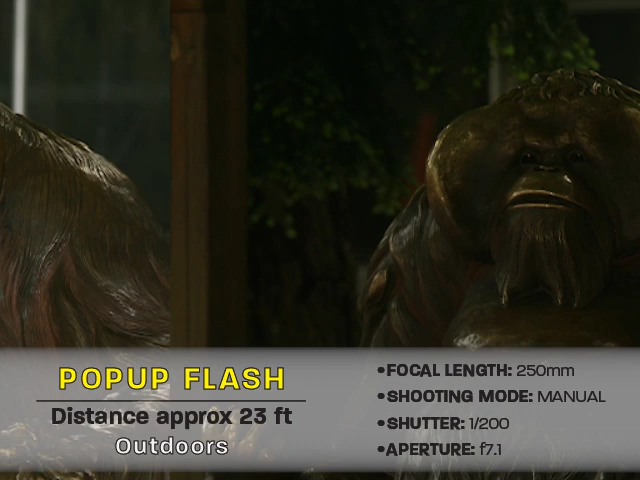 POPUP FLASH
Distance approx 23 ft
Outdoors
•FOCAL LENGTH: 250mm
•SHOOTING MODE: MANUAL
•SHUTTER: 1/200
•APERTURE: f7.1